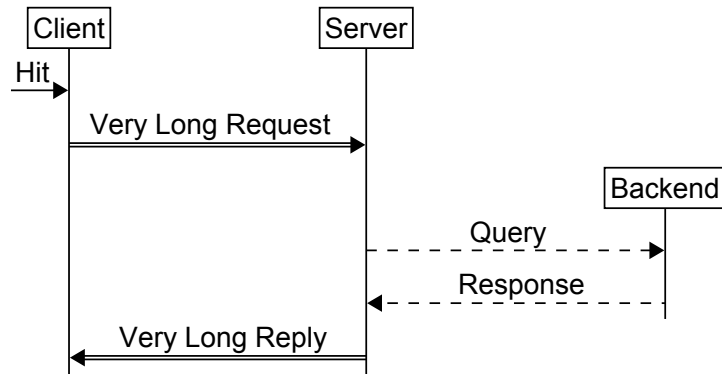 Client
Server
Hit
Very Long Request
Backend
Query
Response
Very Long Reply